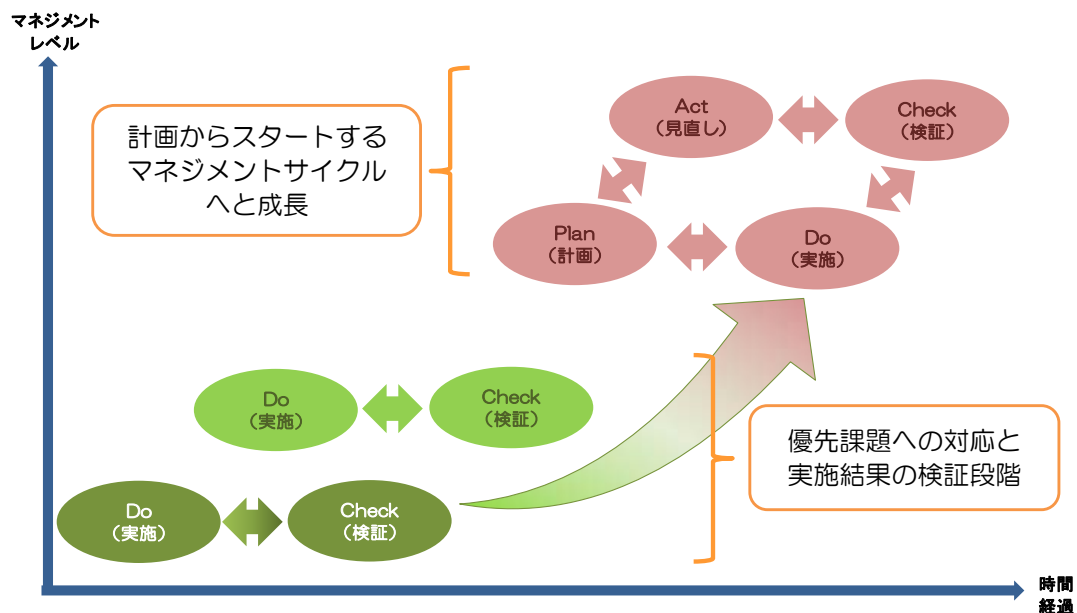 マネジメント
レベル
計画からスタートする
マネジメントサイクル
へと成長
Act
（見直し）
Check
（検証）
Plan
（計画）
Do
（実施）
Do
（実施）
Check
（検証）
優先課題への対応と
実施結果の検証段階
Do
（実施）
Check
（検証）
時間
経過